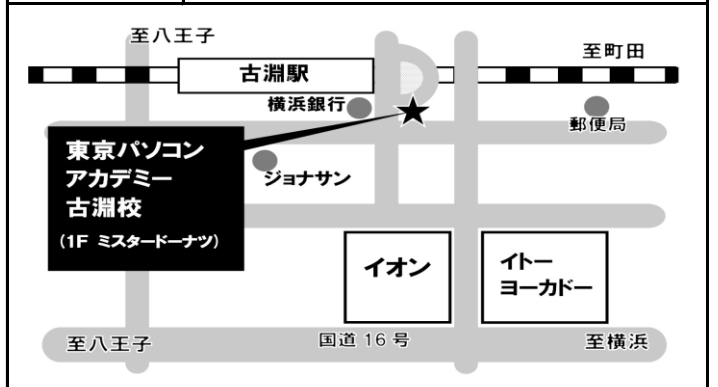 至八王子
至町田
古淵駅
横浜銀行
郵便局
東京パソコン
アカデミー
古淵校
(1F ミスタードーナツ)
ジョナサン
イオン
イトー
ヨーカドー
至八王子
国道16号
至横浜